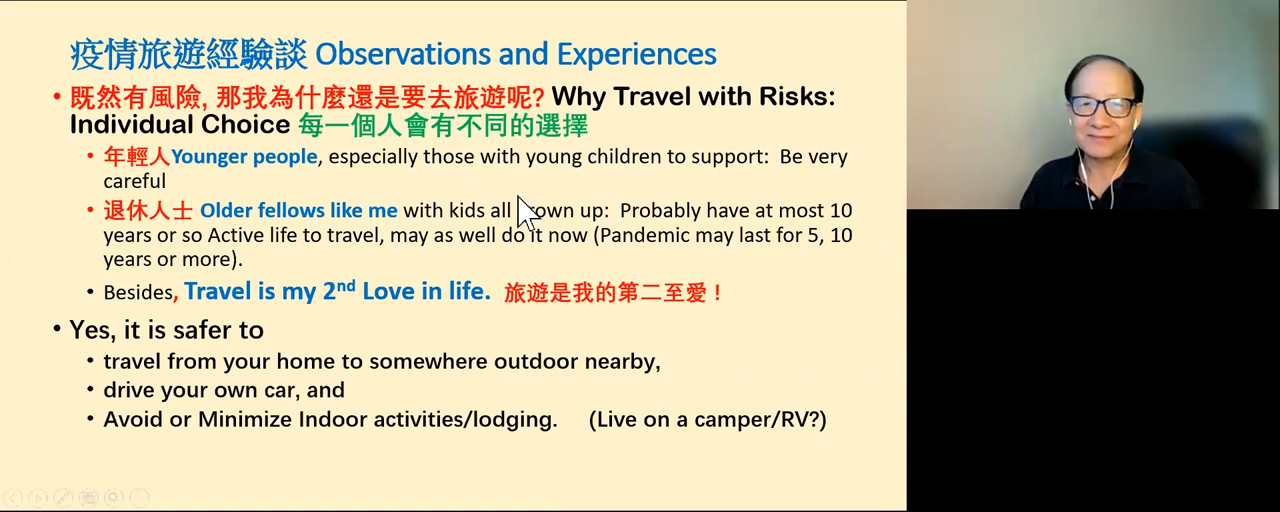 疫情旅遊經驗談 Observations and Experiences
• 既然有風險, 那我為什麼還是要去旅遊呢? Why Travel with Risks:
Individual Choice 每一個人會有不同的選擇
• 年輕人Younger people, especially those with young children to support: Be very
careful
• 退休人士 Older fellows like me with kids all grown up: Probably have at most 10
years or so Active life to travel, may as well do it now (Pandemic may last for 5, 10
years or more).
• Besides, Travel is my 2nd Love in life. 旅遊是我的第二至愛 !
• Yes, it is safer to
• travel from your home to somewhere outdoor nearby,
• drive your own car, and
• Avoid or Minimize Indoor activities/lodging. (Live on a camper/RV?)